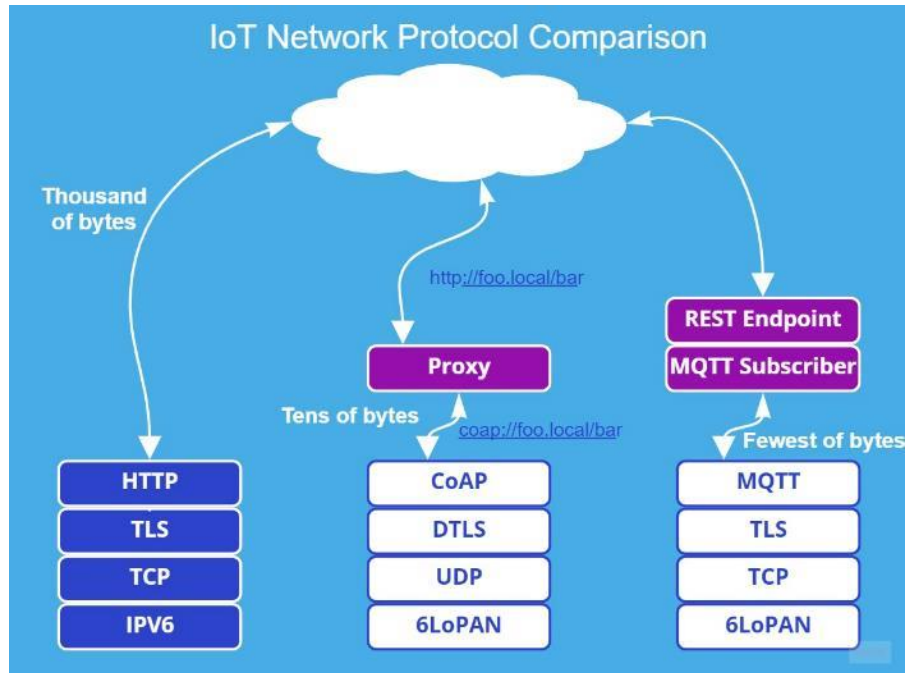 IoT Network Protocol Comparison
Thousand
of bytes
http://foo.local/bar
REST Endpoint
MQTT Subscriber
Proxy
Tens of bytes
coap://foo.local/bar
Fewest of bytes
HTTP
TLS
TCP
IPV6
CoAP
DTLS
UDP
6LoPAN
MQTT
TLS
TCP
6LoPAN